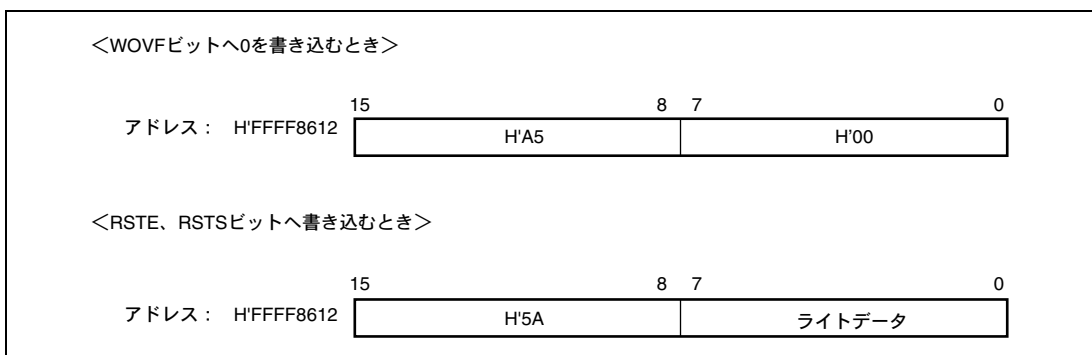 ＜WOVFビットへ0を書き込むとき＞
15 8 7 0
アドレス： H'FFFF8612 H'A5 H'00
＜RSTE、RSTSビットへ書き込むとき＞
15 8 7 0
アドレス： H'FFFF8612 H'5A ライトデータ